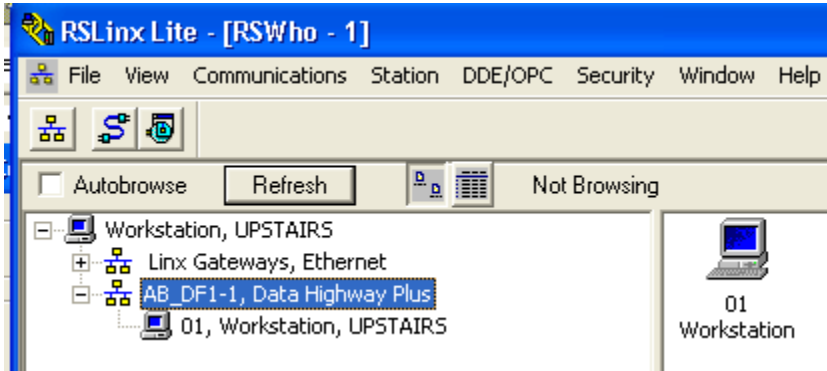 RSLinx Lite - [RSWho - 1]
File View Communications Station DDE/OPC Security Window Help
Autobrowse Refresh Not Browsing
Workstation, UPSTAIRS
Linx Gateways, Ethernet
AB_DF1-1, Data Highway Plus
01, Workstation, UPSTAIRS
01
Workstation